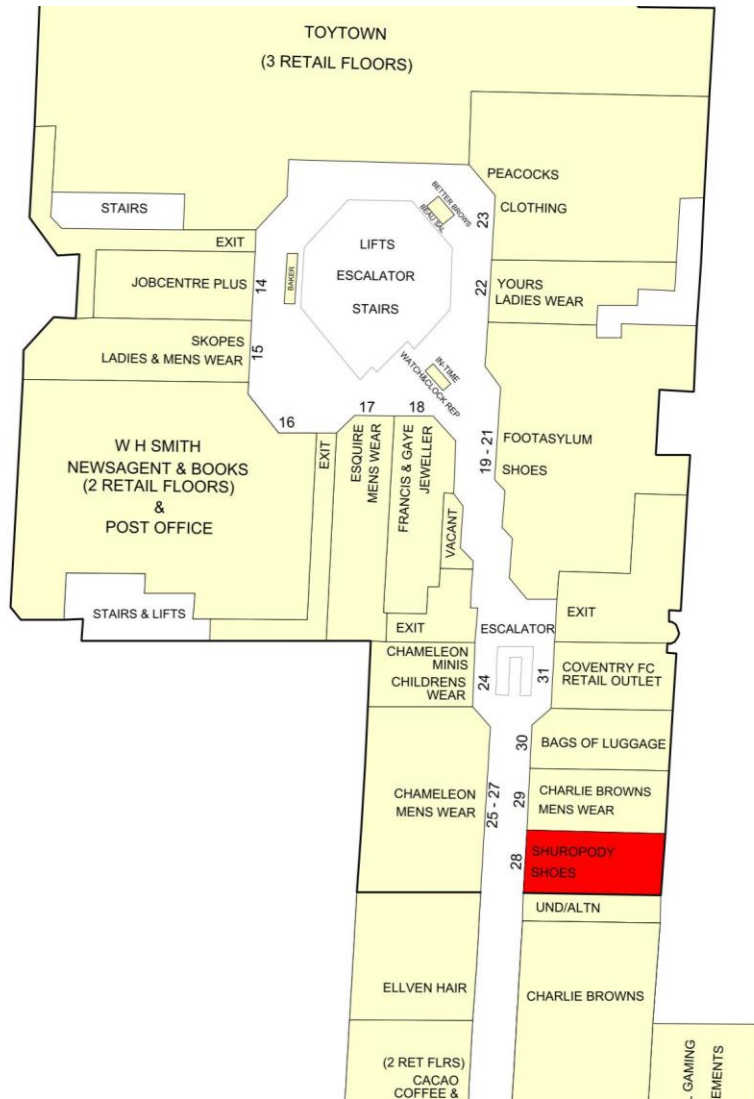 TOYTOWN
(3 RETAIL FLOORS)
PEACOCKS
CLOTHING
23
BETTER BROWS
BEAU SAL
STAIRS
EXIT
LIFTS
ESCALATOR
STAIRS
BAKER
JOBCENTRE PLUS
14
22
YOURS
LADIES WEAR
SKOPES
LADIES & MENS WEAR
15
IN-TIME
WATCH&CLOCK REP
16
17
18
19 - 21
FOOTASYLUM
SHOES
W H SMITH
NEWSAGENT & BOOKS
(2 RETAIL FLOORS)
&
POST OFFICE
EXIT
ESQUIRE
MENS WEAR
FRANCIS & GAYE
JEWELLER
VACANT
STAIRS & LIFTS
EXIT
ESCALATOR
EXIT
CHAMELEON
MINIS
CHILDRENS
WEAR
24
31
COVENTRY FC
RETAIL OUTLET
30
BAGS OF LUGGAGE
CHAMELEON
MENS WEAR
25 - 27
29
CHARLIE BROWNS
MENS WEAR
28
SHUROPODY
SHOES
UND/ALTN
ELLVEN HAIR
CHARLIE BROWNS
(2 RET FLRS)
CACAO
COFFEE &
GAMING
EMENTS